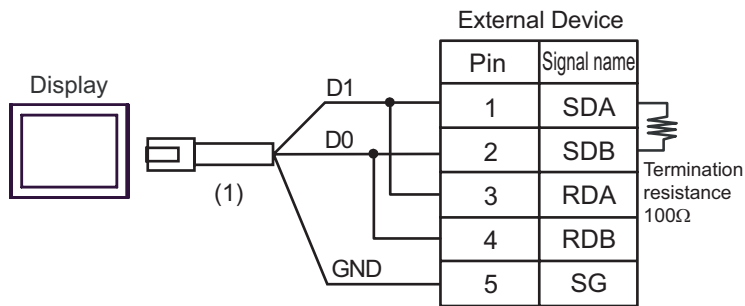 External Device
Display
Pin Signal name
D1
1 SDA
D0
2 SDB
(1)
Termination
resistance
100Ω
3 RDA
4 RDB
GND
5 SG